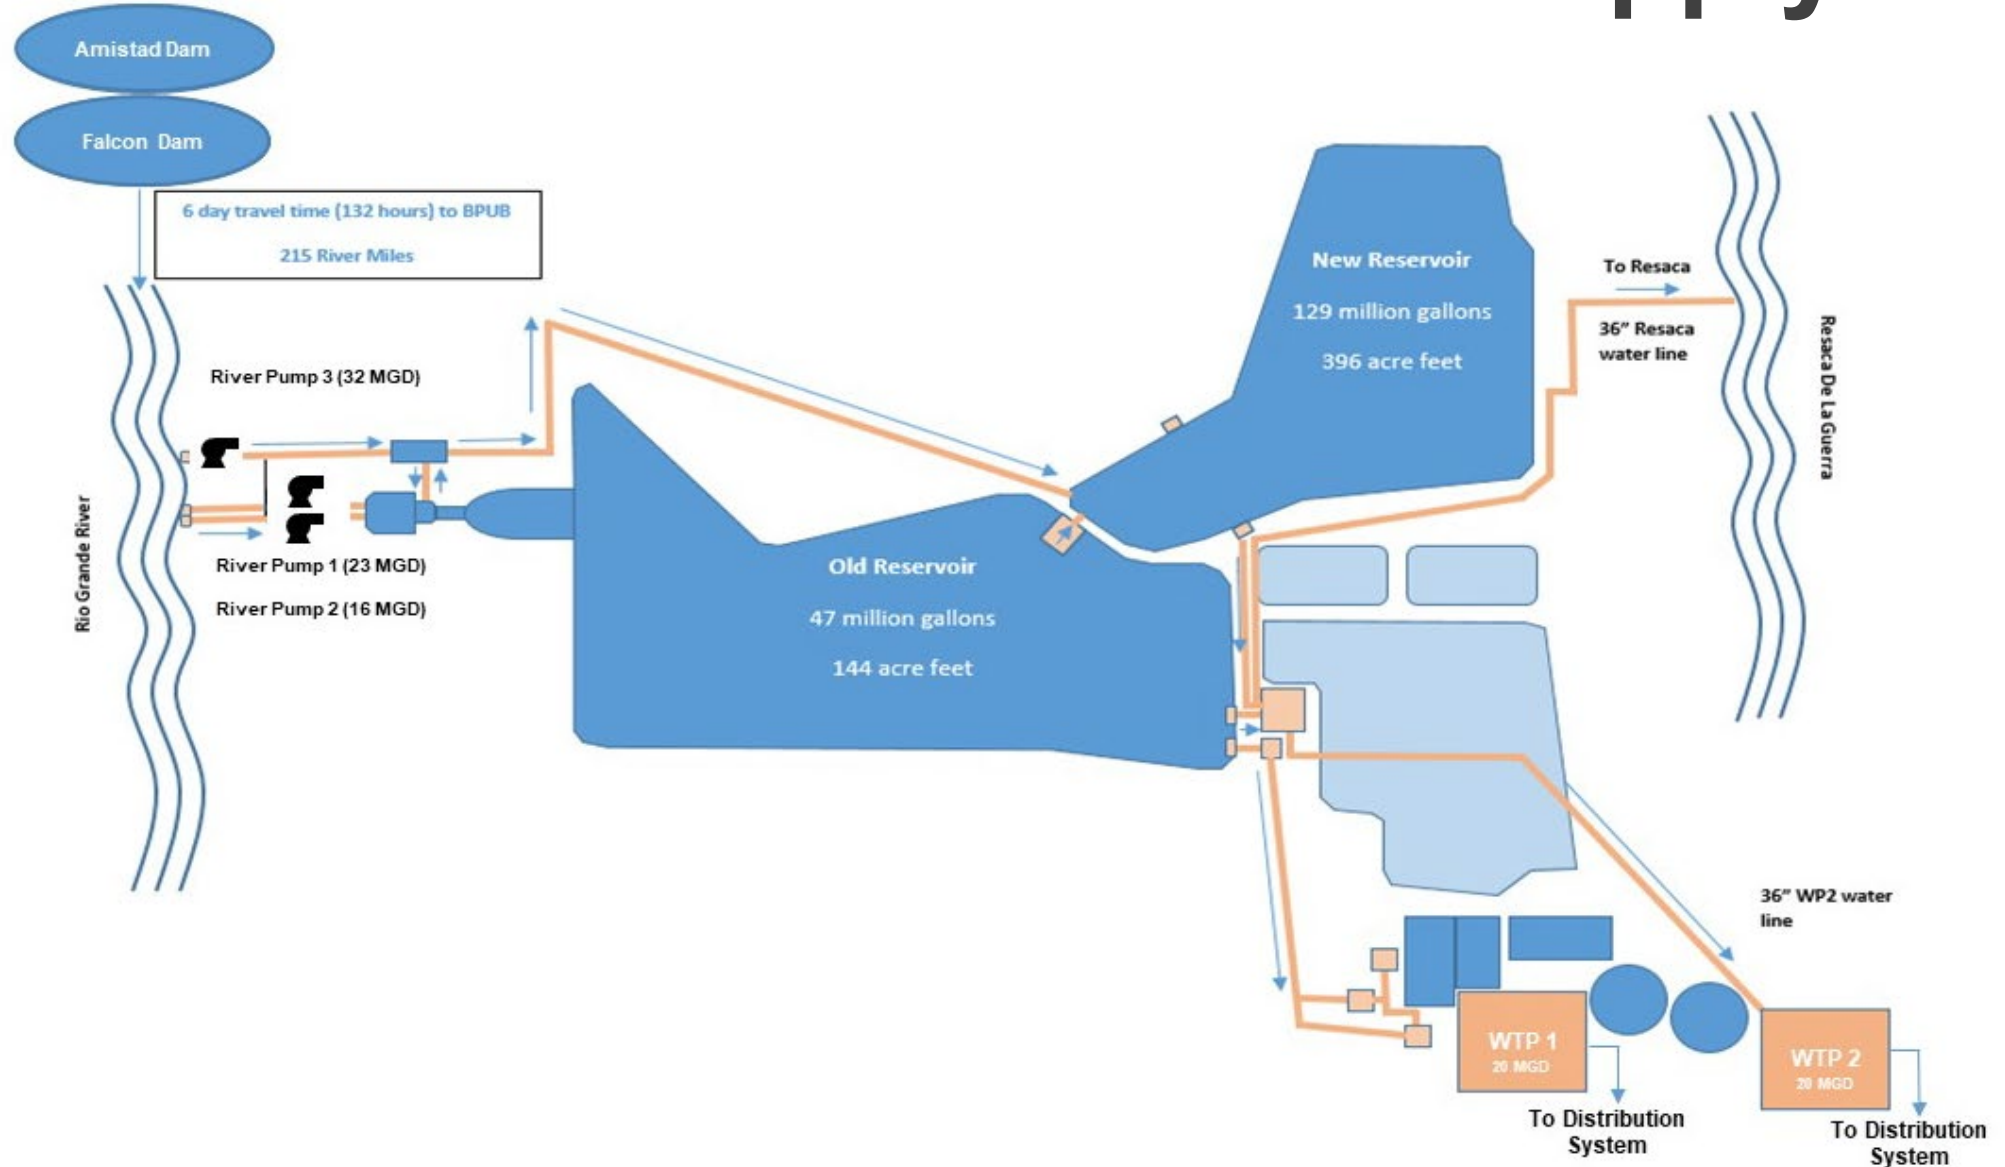 Amistad Dam
Falcon Dam
6 day travel time (132 hours) to BPUB
215 River Miles
River Pump 3 (32 MGD)
River Pump 1 (23 MGD)
River Pump 2 (16 MGD)
Rio Grande River
Old Reservoir
47 million gallons
144 acre feet
New Reservoir
129 million gallons
396 acre feet
To Resaca
36” Resaca
water line
Resaca De La Guerra
36” WP2 water
line
WTP 1
20 MGD
To Distribution
System
WTP 2
20 MGD
To Distribution
System